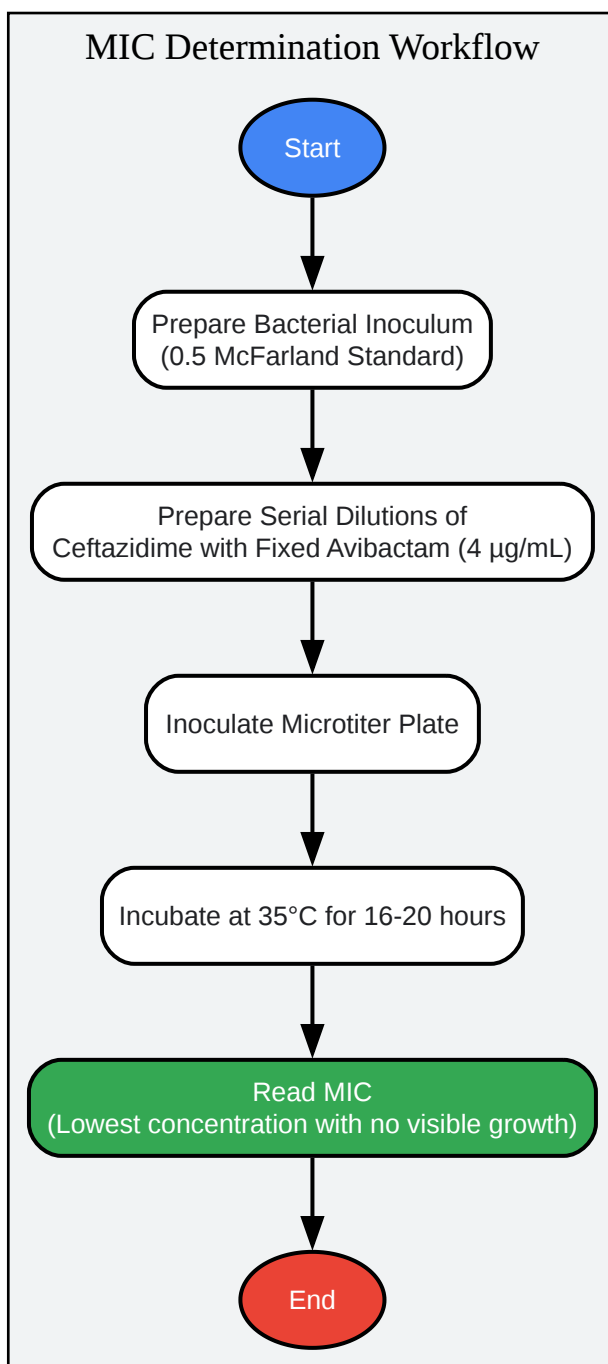 MIC Determination Workflow
Start
Prepare Bacterial Inoculum
(0.5 McFarland Standard)
Prepare Serial Dilutions of
Ceftazidime with Fixed Avibactam (4 µg/mL)
Inoculate Microtiter Plate
Incubate at 35°C for 16-20 hours
Read MIC
(Lowest concentration with no visible growth)
End